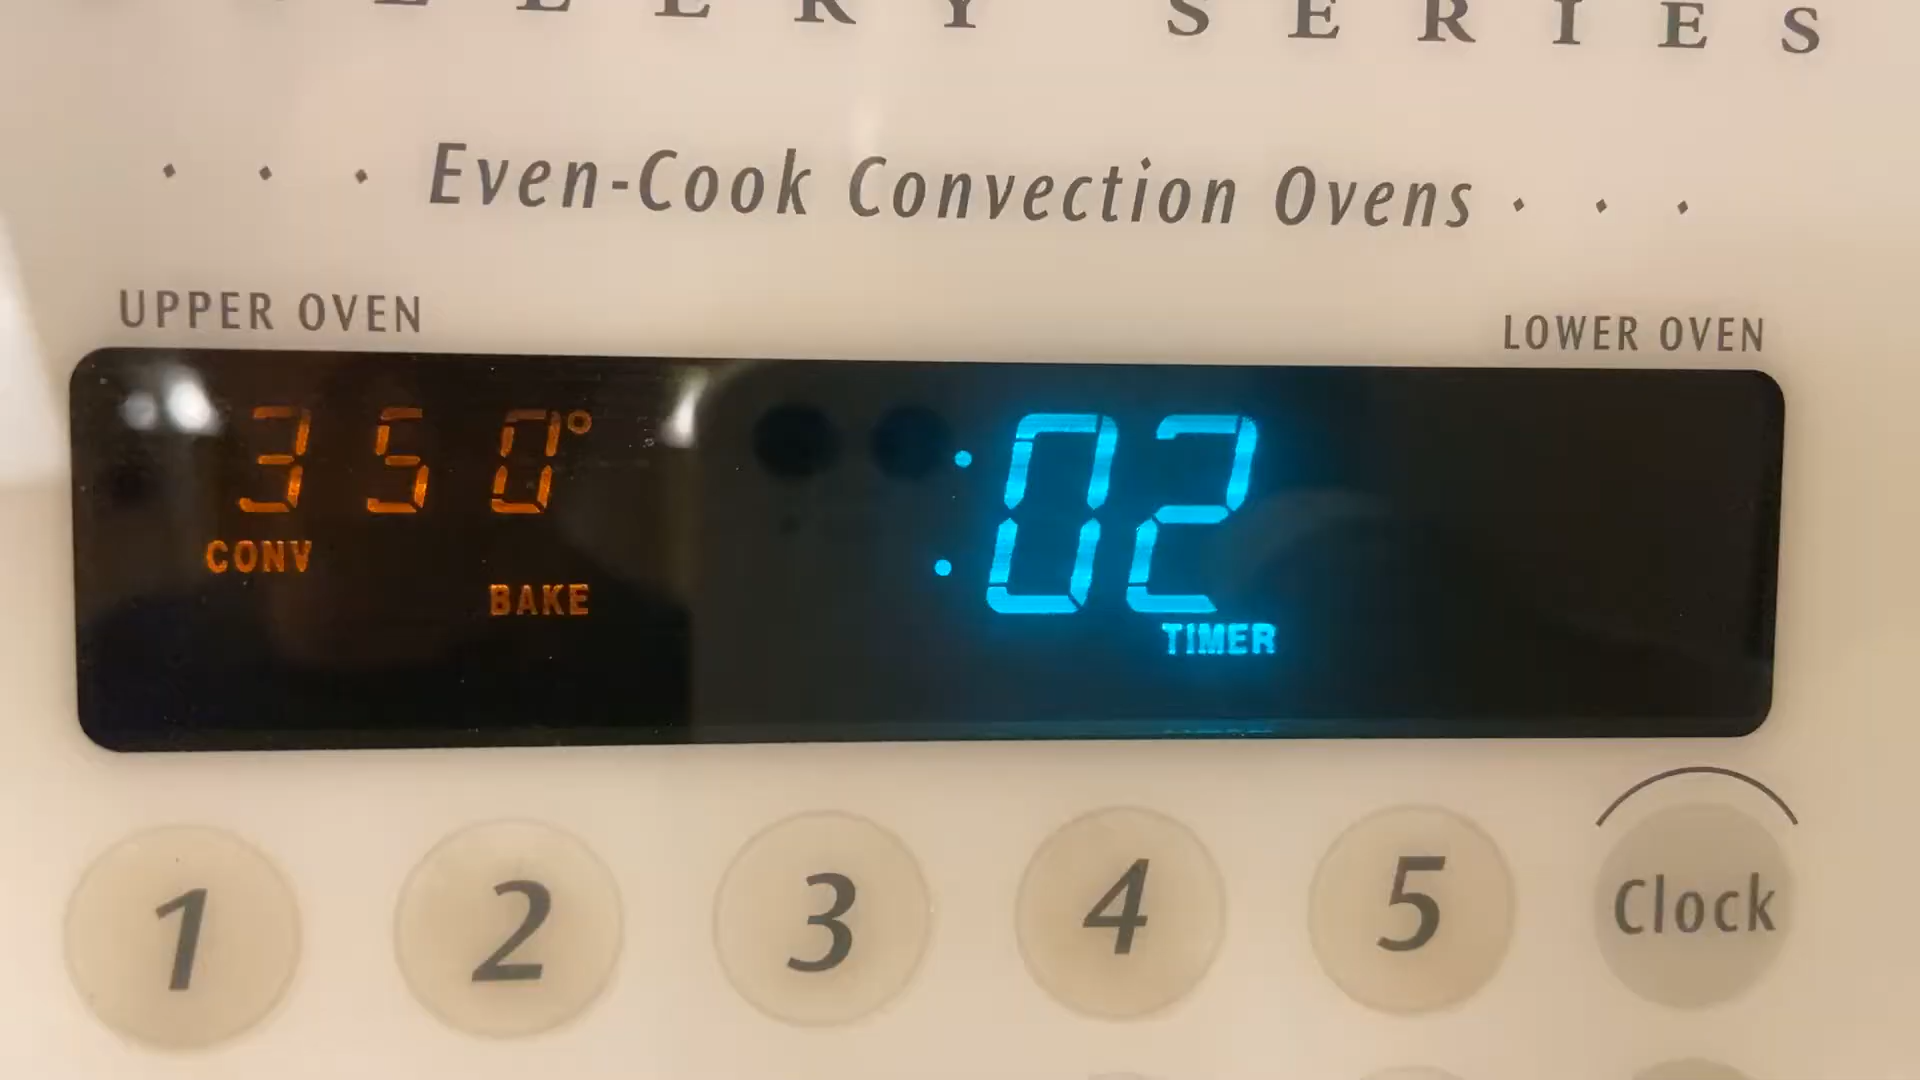 SERIES
· · · Even-Cook Convection Ovens · · ·
UPPER OVEN
LOWER OVEN
350° :02
CONV
BAKE
TIMER
1 2 3 4 5 Clock